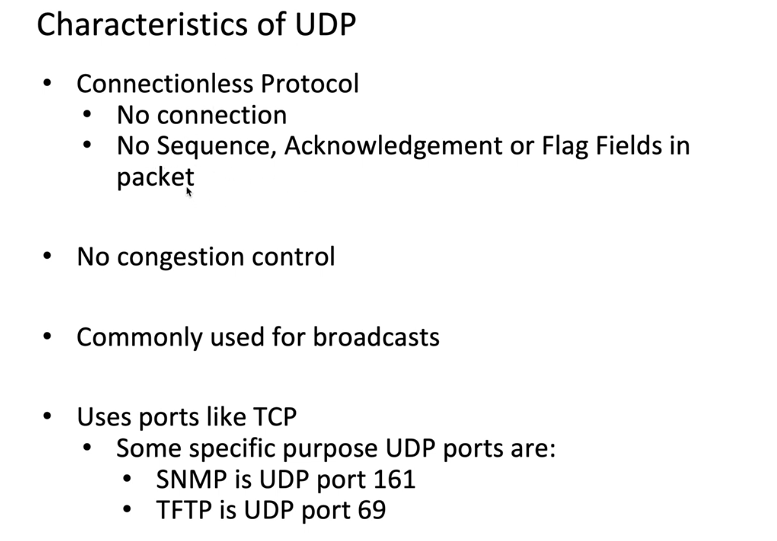 Characteristics of UDP
• Connectionless Protocol
• No connection
• No Sequence, Acknowledgement or Flag Fields in
packet
• No congestion control
• Commonly used for broadcasts
• Uses ports like TCP
• Some specific purpose UDP ports are:
• SNMP is UDP port 161
• TFTP is UDP port 69